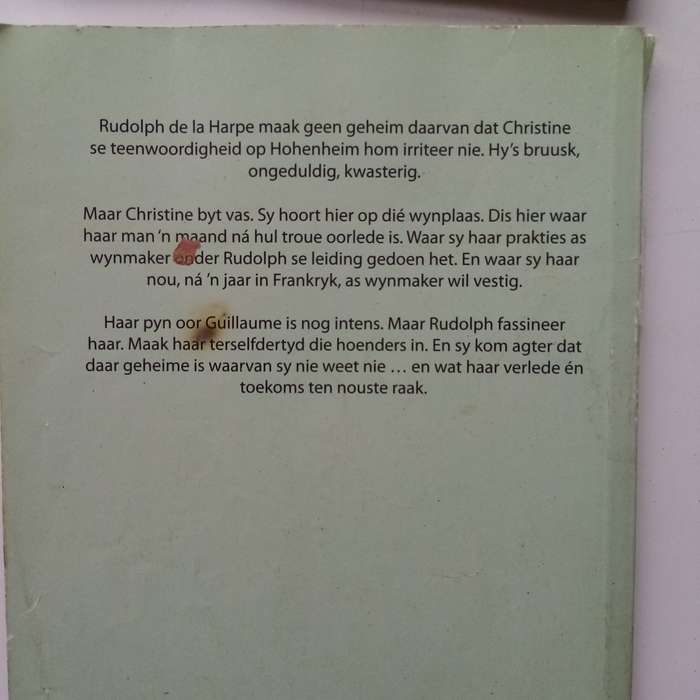 Rudolph de la Harpe maak geen geheim daarvan dat Christine
se teenwoordigheid op Hohenheim hom irriteer nie. Hy's bruusk,
ongeduldig, kwasterig.
Maar Christine byt vas. Sy hoort hier op dié wynplaas. Dis hier waar
haar man 'n maand ná hul troue oorlede is. Waar sy haar prakties as
wynmaker onder Rudolph se leiding gedoen het. En waar sy haar
nou, ná 'n jaar in Frankryk, as wynmaker wil vestig.
Haar pyn oor Guillaume is nog intens. Maar Rudolph fassineer
haar. Maak haar terselfdertyd die hoenders in. En sy kom agter dat
daar geheime is waarvan sy nie weet nie … en wat haar verlede én
toekoms ten nouste raak.